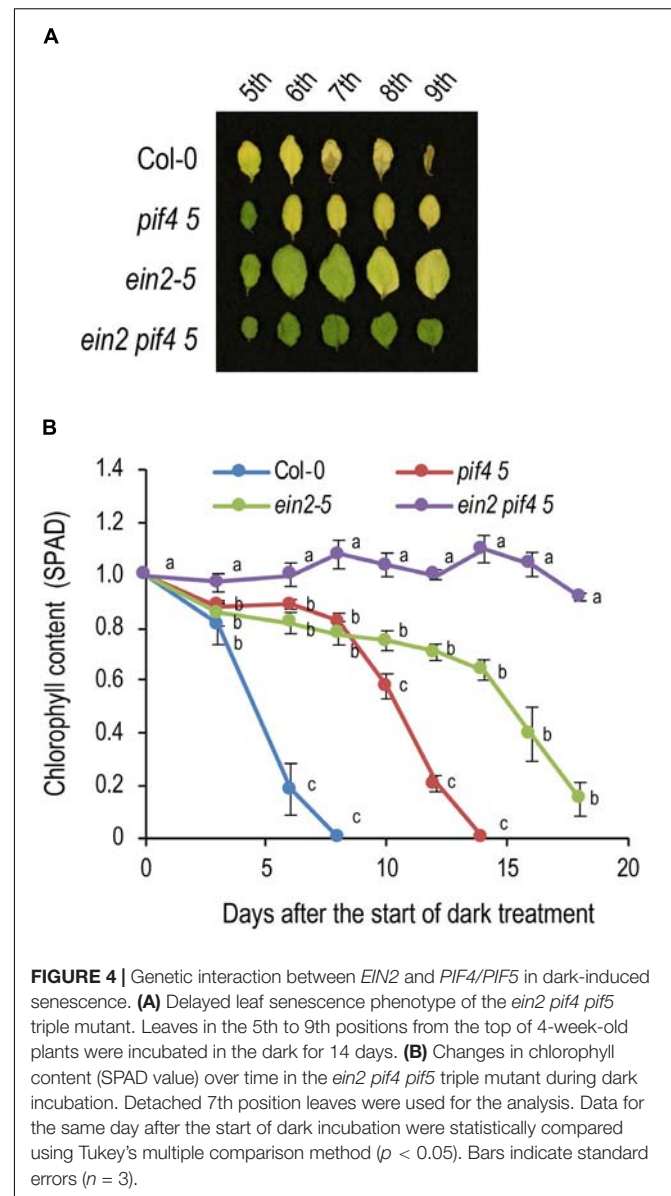 A
5th 6th 7th 8th 9th
Col-0
pif4 5
ein2-5
ein2 pif4 5
B
Col-0 pif4 5
ein2-5 ein2 pif4 5
Chlorophyll content (SPAD)
1.4
1.2
1.0
0.8
0.6
0.4
0.2
0
a a a a a a a a a
b b b b b b b b b b b
c c c c c
0 5 10 15 20
Days after the start of dark treatment
FIGURE 4 | Genetic interaction between EIN2 and PIF4/PIF5 in dark-induced
senescence. (A) Delayed leaf senescence phenotype of the ein2 pif4 pif5
triple mutant. Leaves in the 5th to 9th positions from the top of 4-week-old
plants were incubated in the dark for 14 days. (B) Changes in chlorophyll
content (SPAD value) over time in the ein2 pif4 pif5 triple mutant during dark
incubation. Detached 7th position leaves were used for the analysis. Data for
the same day after the start of dark incubation were statistically compared
using Tukey's multiple comparison method (p < 0.05). Bars indicate standard
errors (n = 3).